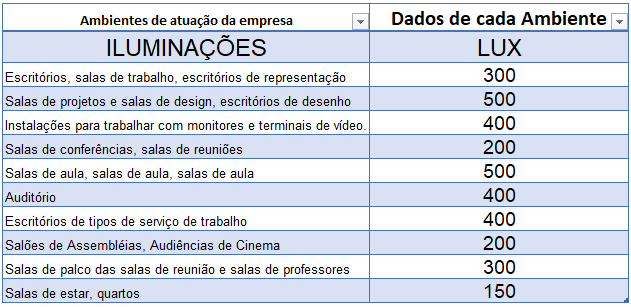 Ambientes de atuação da empresa Dados de cada Ambiente
ILUMINAÇÕES LUX
Escritórios, salas de trabalho, escritórios de representação 300
Salas de projetos e salas de design, escritórios de desenho 500
Instalações para trabalhar com monitores e terminais de vídeo. 400
Salas de conferências, salas de reuniões 200
Salas de aula, salas de aula, salas de aula 500
Auditório 400
Escritórios de tipos de serviço de trabalho 400
Salões de Assembléias, Audiências de Cinema 200
Salas de palco das salas de reunião e salas de professores 300
Salas de estar, quartos 150